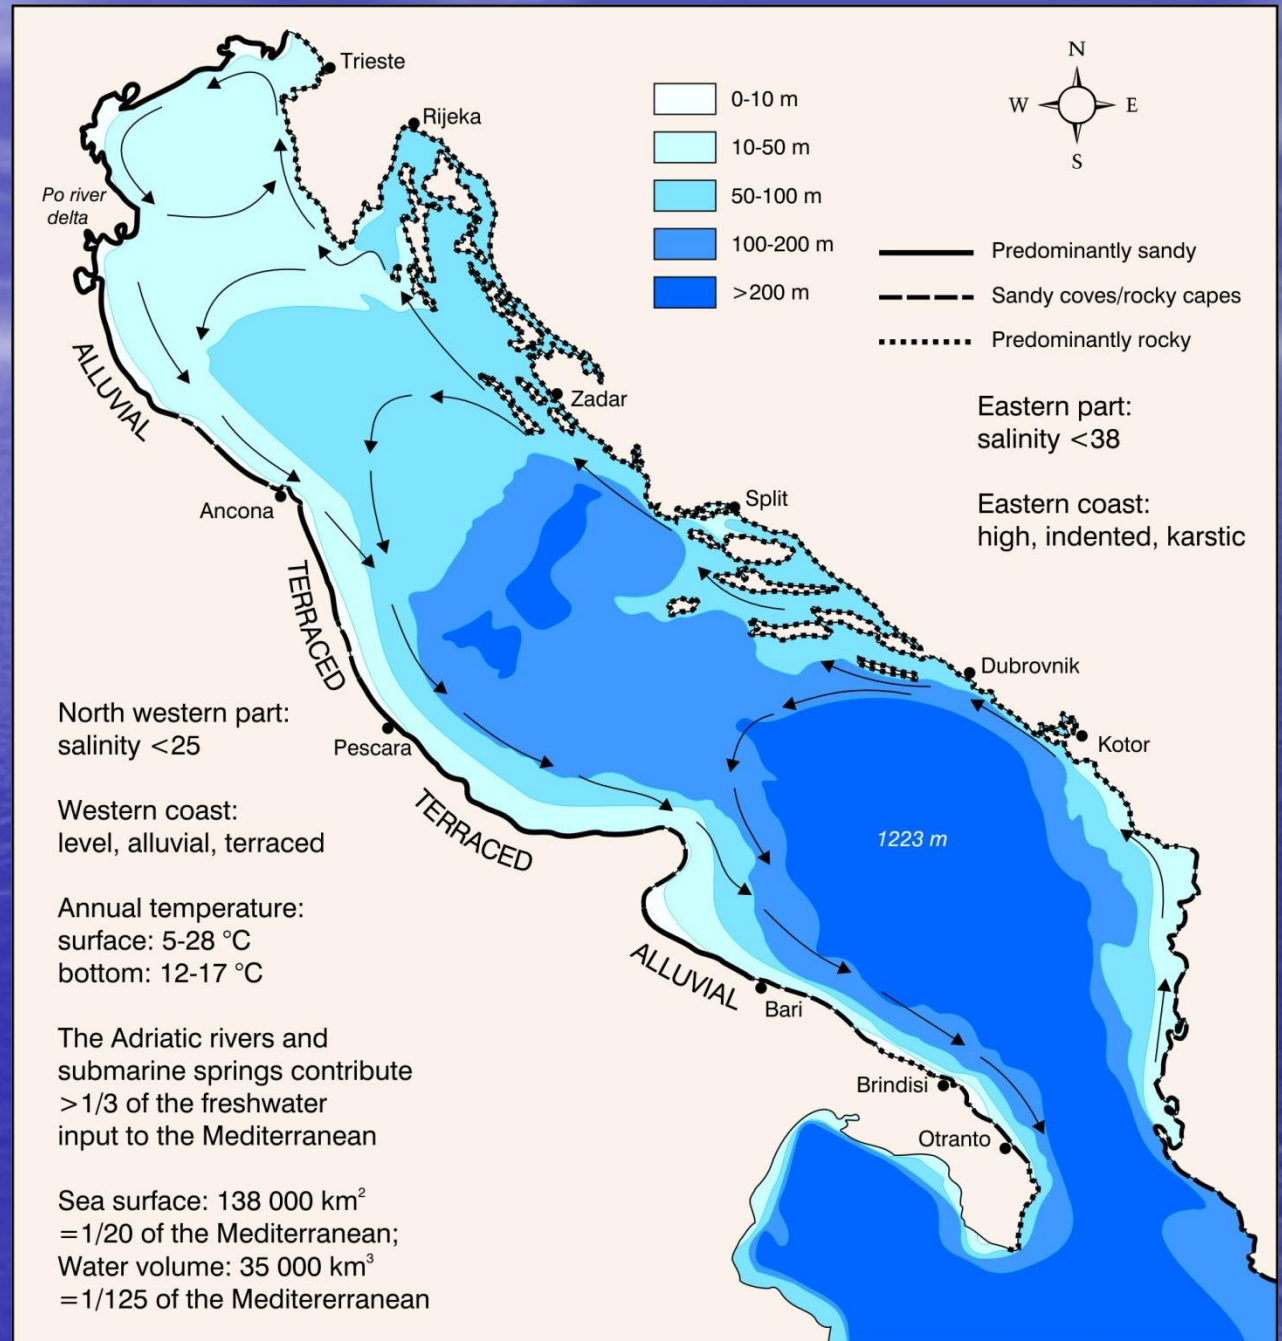 Trieste
Rijeka
Po river
delta
0-10 m
10-50 m
50-100 m
100-200 m
>200 m
N
W
E
S
Predominantly sandy
Sandy coves/rocky capes
Predominantly rocky
ALLUVIAL
Zadar
Eastern part:
salinity <38
Ancona
Split
Eastern coast:
high, indented, karstic
TERRACED
Dubrovnik
Kotor
North western part:
salinity <25
Pescara
TERRACED
Western coast:
level, alluvial, terraced
1223 m
Annual temperature:
surface: 5-28 °C
bottom: 12-17 °C
ALLUVIAL
Bari
The Adriatic rivers and
submarine springs contribute
>1/3 of the freshwater
input to the Mediterranean
Brindisi
Otranto
Sea surface: 138 000 km²
=1/20 of the Mediterranean;
Water volume: 35 000 km³
=1/125 of the Meditererranean